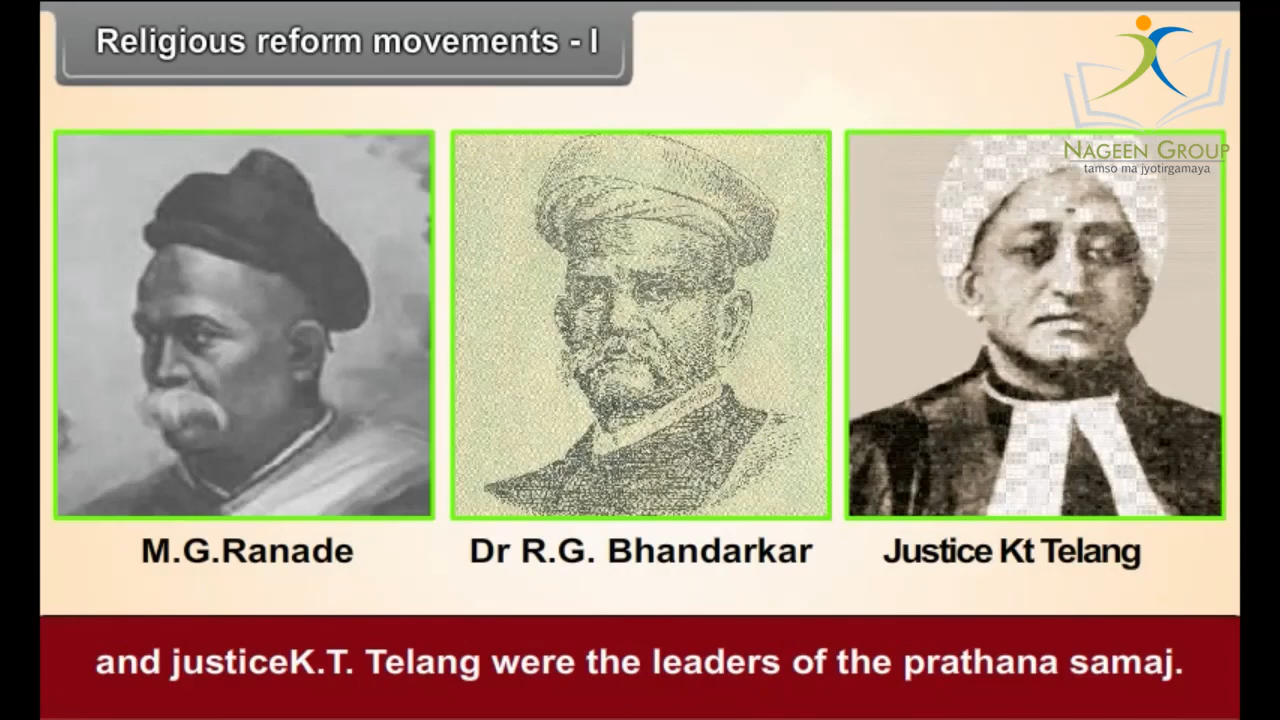 Religious reform movements - I
NAGEEN GROUP
tamso ma jyotirgamaya
M.G.Ranade
Dr R.G. Bhandarkar
Justice Kt Telang
and justiceK.T. Telang were the leaders of the prathana samaj.